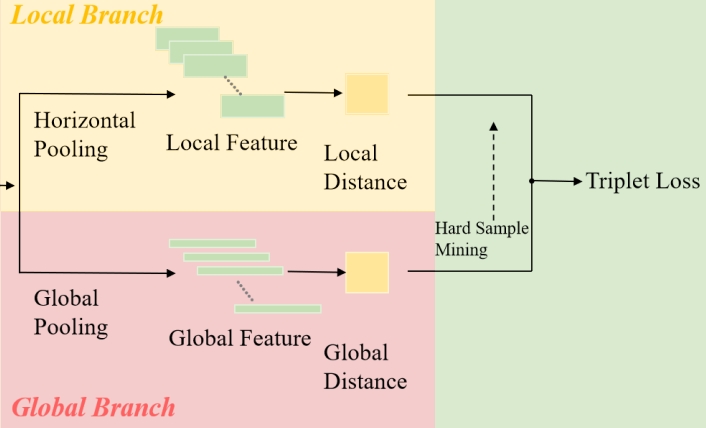 Local Branch
Horizontal
Pooling
Local Feature
Local
Distance
Triplet Loss
Hard Sample
Mining
Global
Pooling
Global Feature
Global
Distance
Global Branch